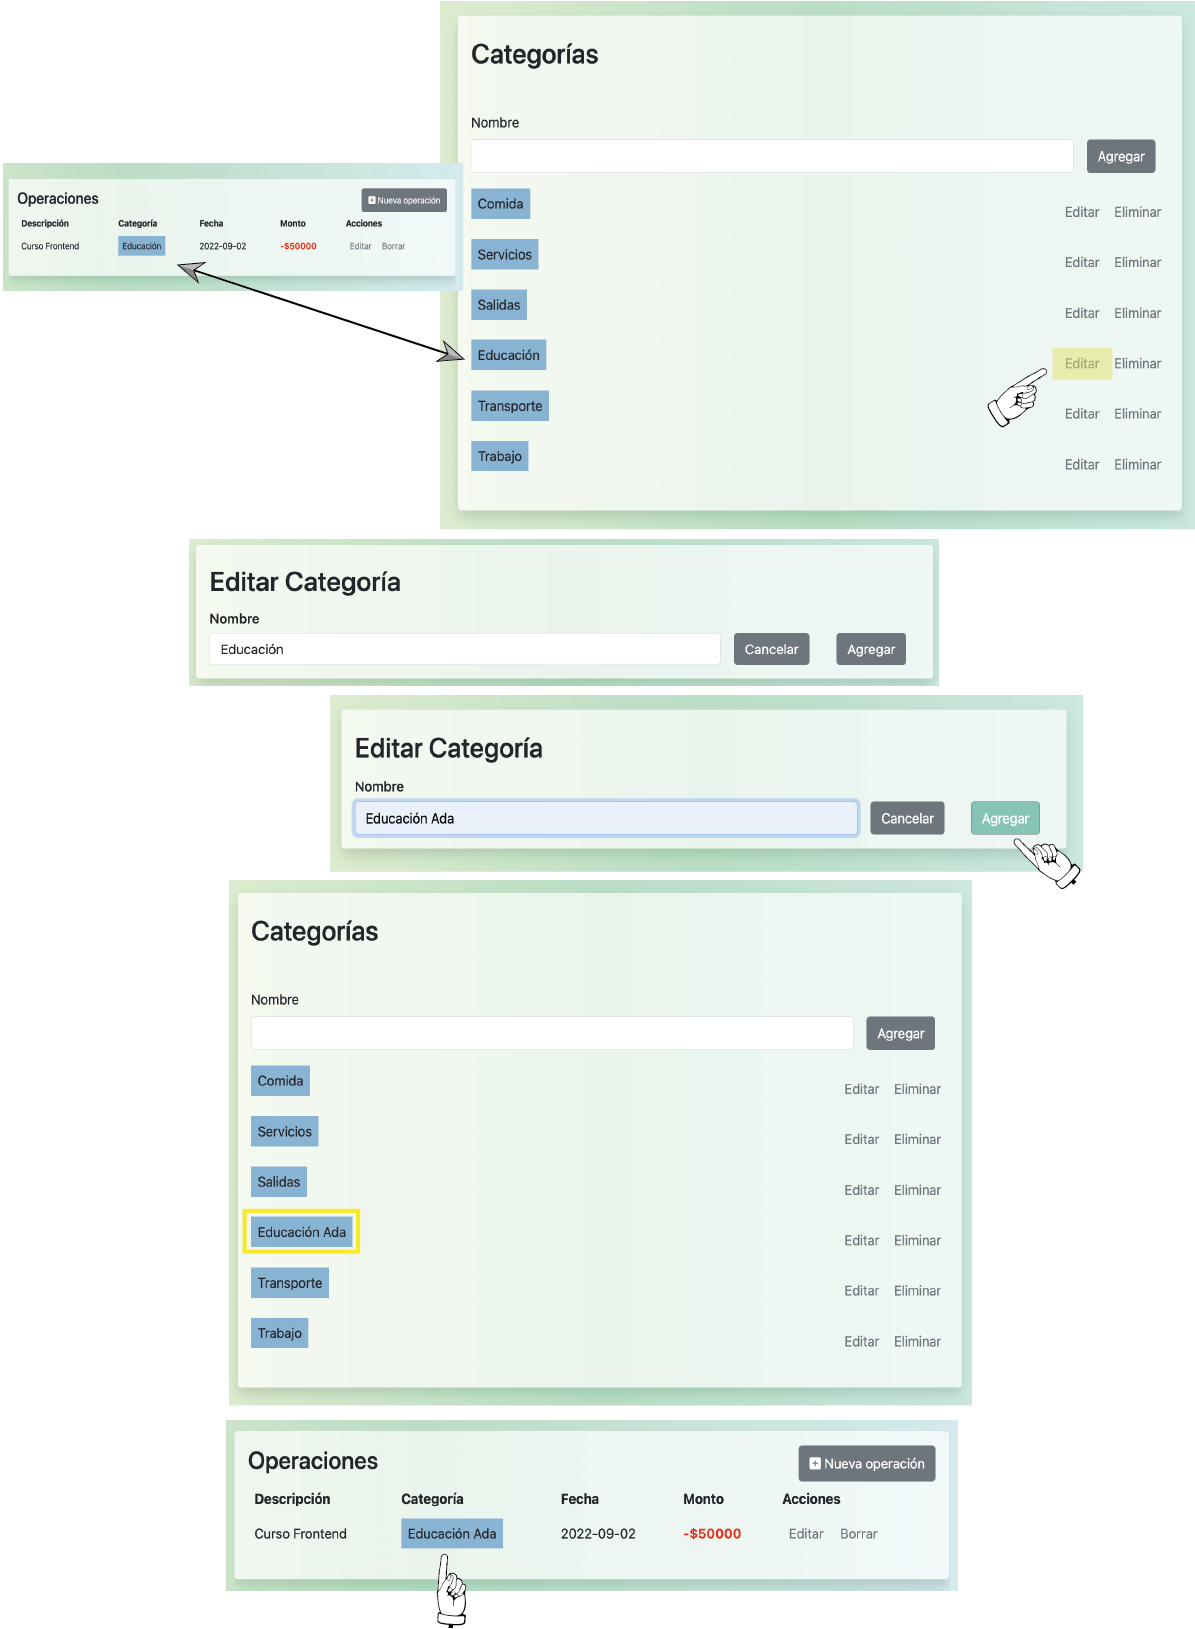 Categorías
Nombre
Agregar
Comida Editar Eliminar
Servicios Editar Eliminar
Salidas Editar Eliminar
Educación Editar Eliminar
Transporte Editar Eliminar
Trabajo Editar Eliminar
Operaciones Nueva operación
Descripción Categoría Fecha Monto Acciones
Curso Frontend Educación 2022-09-02 -$50000 Editar Borrar
Editar Categoría
Nombre
Educación Cancelar Agregar
Editar Categoría
Nombre
Educación Ada Cancelar Agregar
Categorías
Nombre
Agregar
Comida Editar Eliminar
Servicios Editar Eliminar
Salidas Editar Eliminar
Educación Ada Editar Eliminar
Transporte Editar Eliminar
Trabajo Editar Eliminar
Operaciones Nueva operación
Descripción Categoría Fecha Monto Acciones
Curso Frontend Educación Ada 2022-09-02 -$50000 Editar Borrar